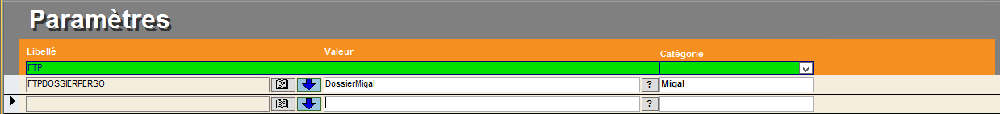 Paramètres
Libellé Valeur Catégorie
FTP
FTPDOSSIERPERSO DossierMigal ? Migal
?